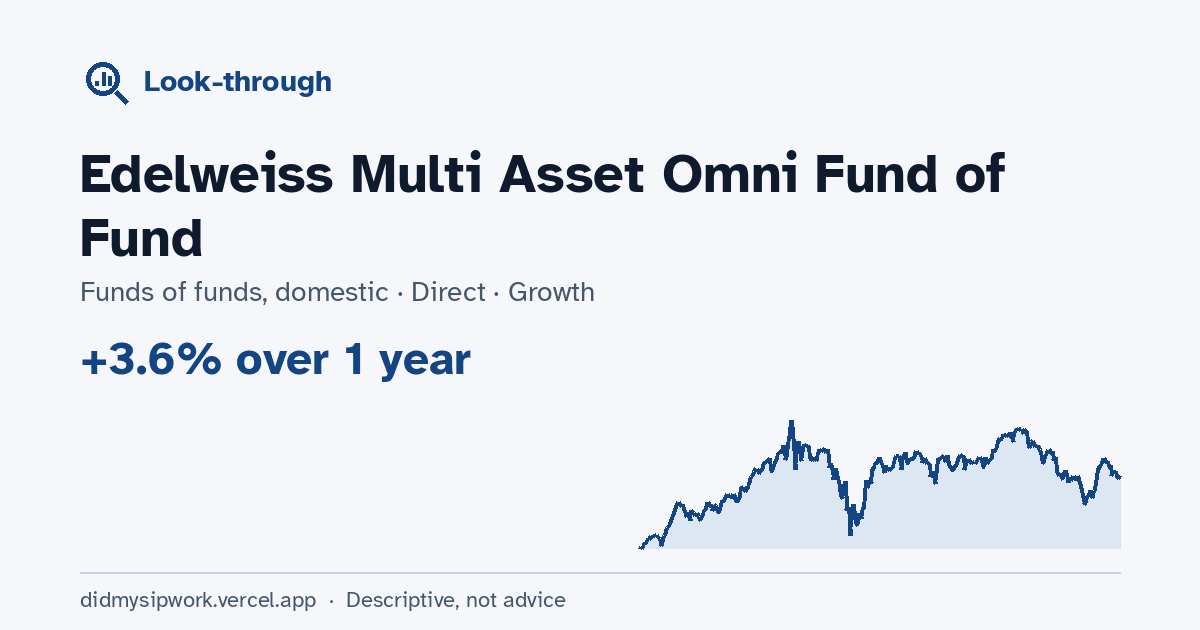 Look-through
Edelweiss Multi Asset Omni Fund of
Fund
Funds of funds, domestic · Direct · Growth
+3.6% over 1 year
didmysipwork.vercel.app · Descriptive, not advice